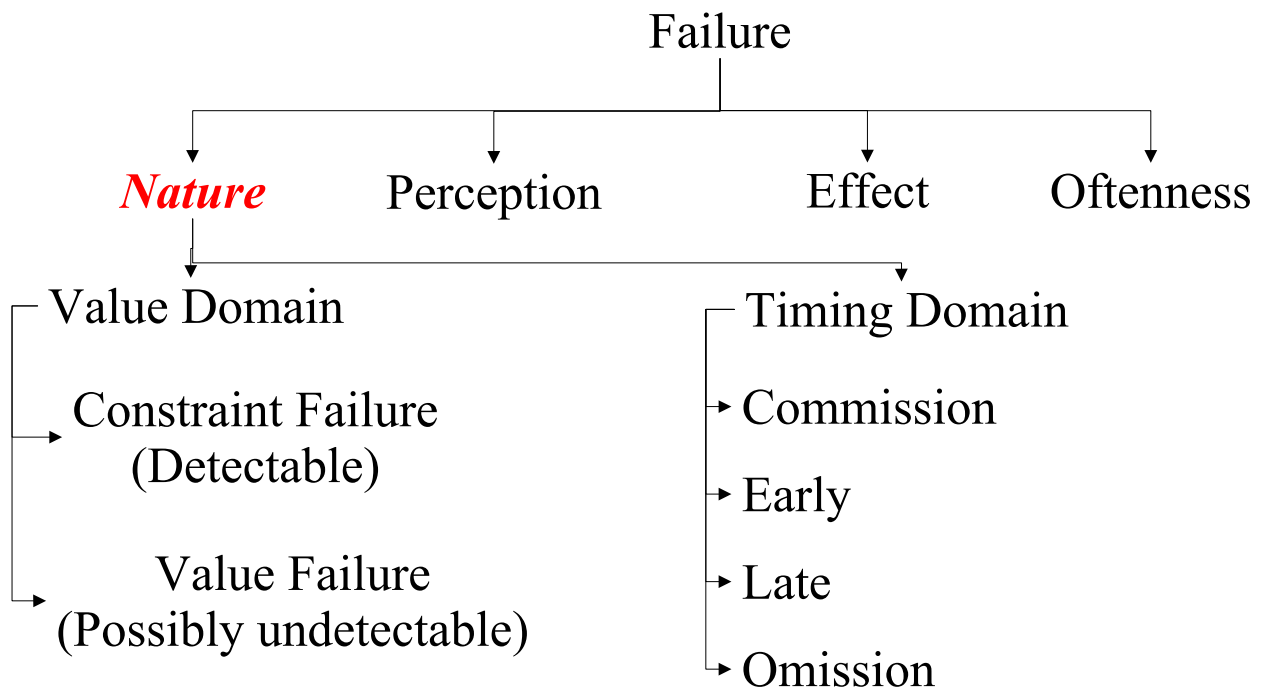 Failure
Nature Perception Effect Oftenness
Value Domain
Timing Domain
Constraint Failure
(Detectable)
Value Failure
(Possibly undetectable)
Commission
Early
Late
Omission